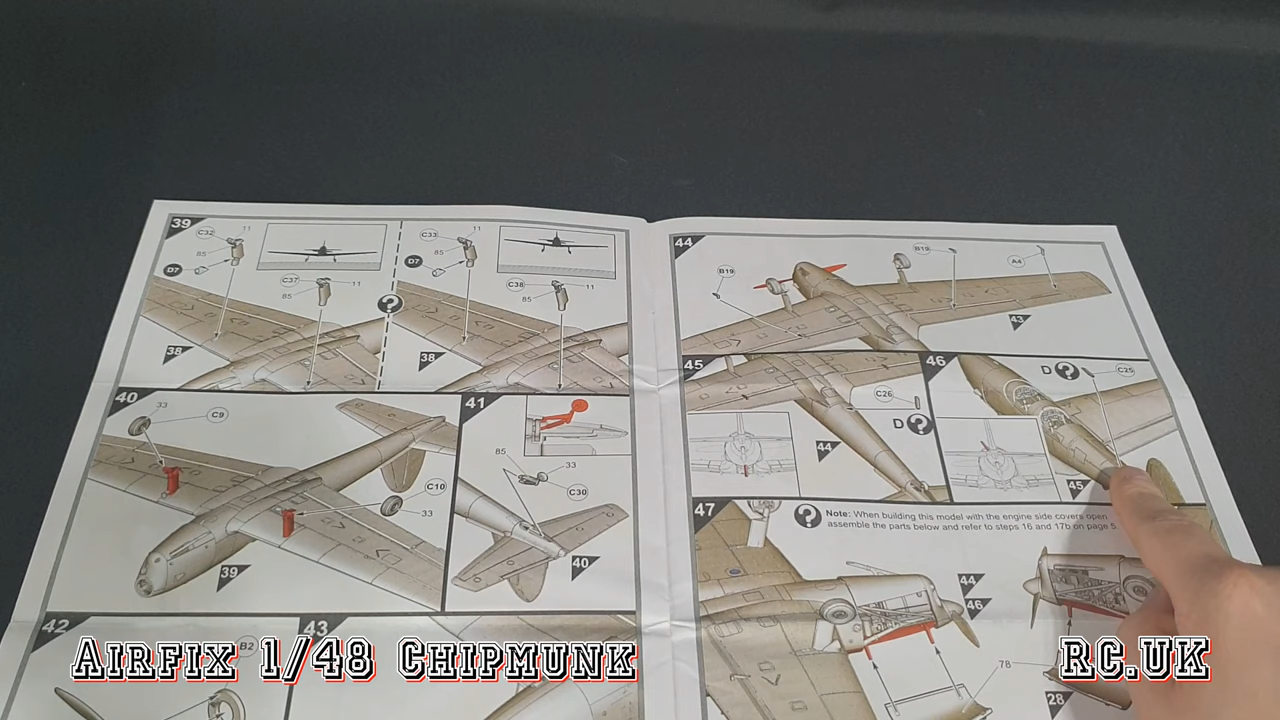 39
C32
11
85
D7
C37
11
85
38
C33
11
85
D7
C38
11
85
?
38
40
33
C9
C10
33
39
41
85
33
C30
40
42
B2
43
44
B19
B19
A4
43
45
C26
D ?
44
46
D ?
C25
45
47
? Note: When building this model with the engine side covers open
assemble the parts below and refer to steps 16 and 17b on page 5.
44
46
78
28
Airfix 1/48 Chipmunk
RC.UK